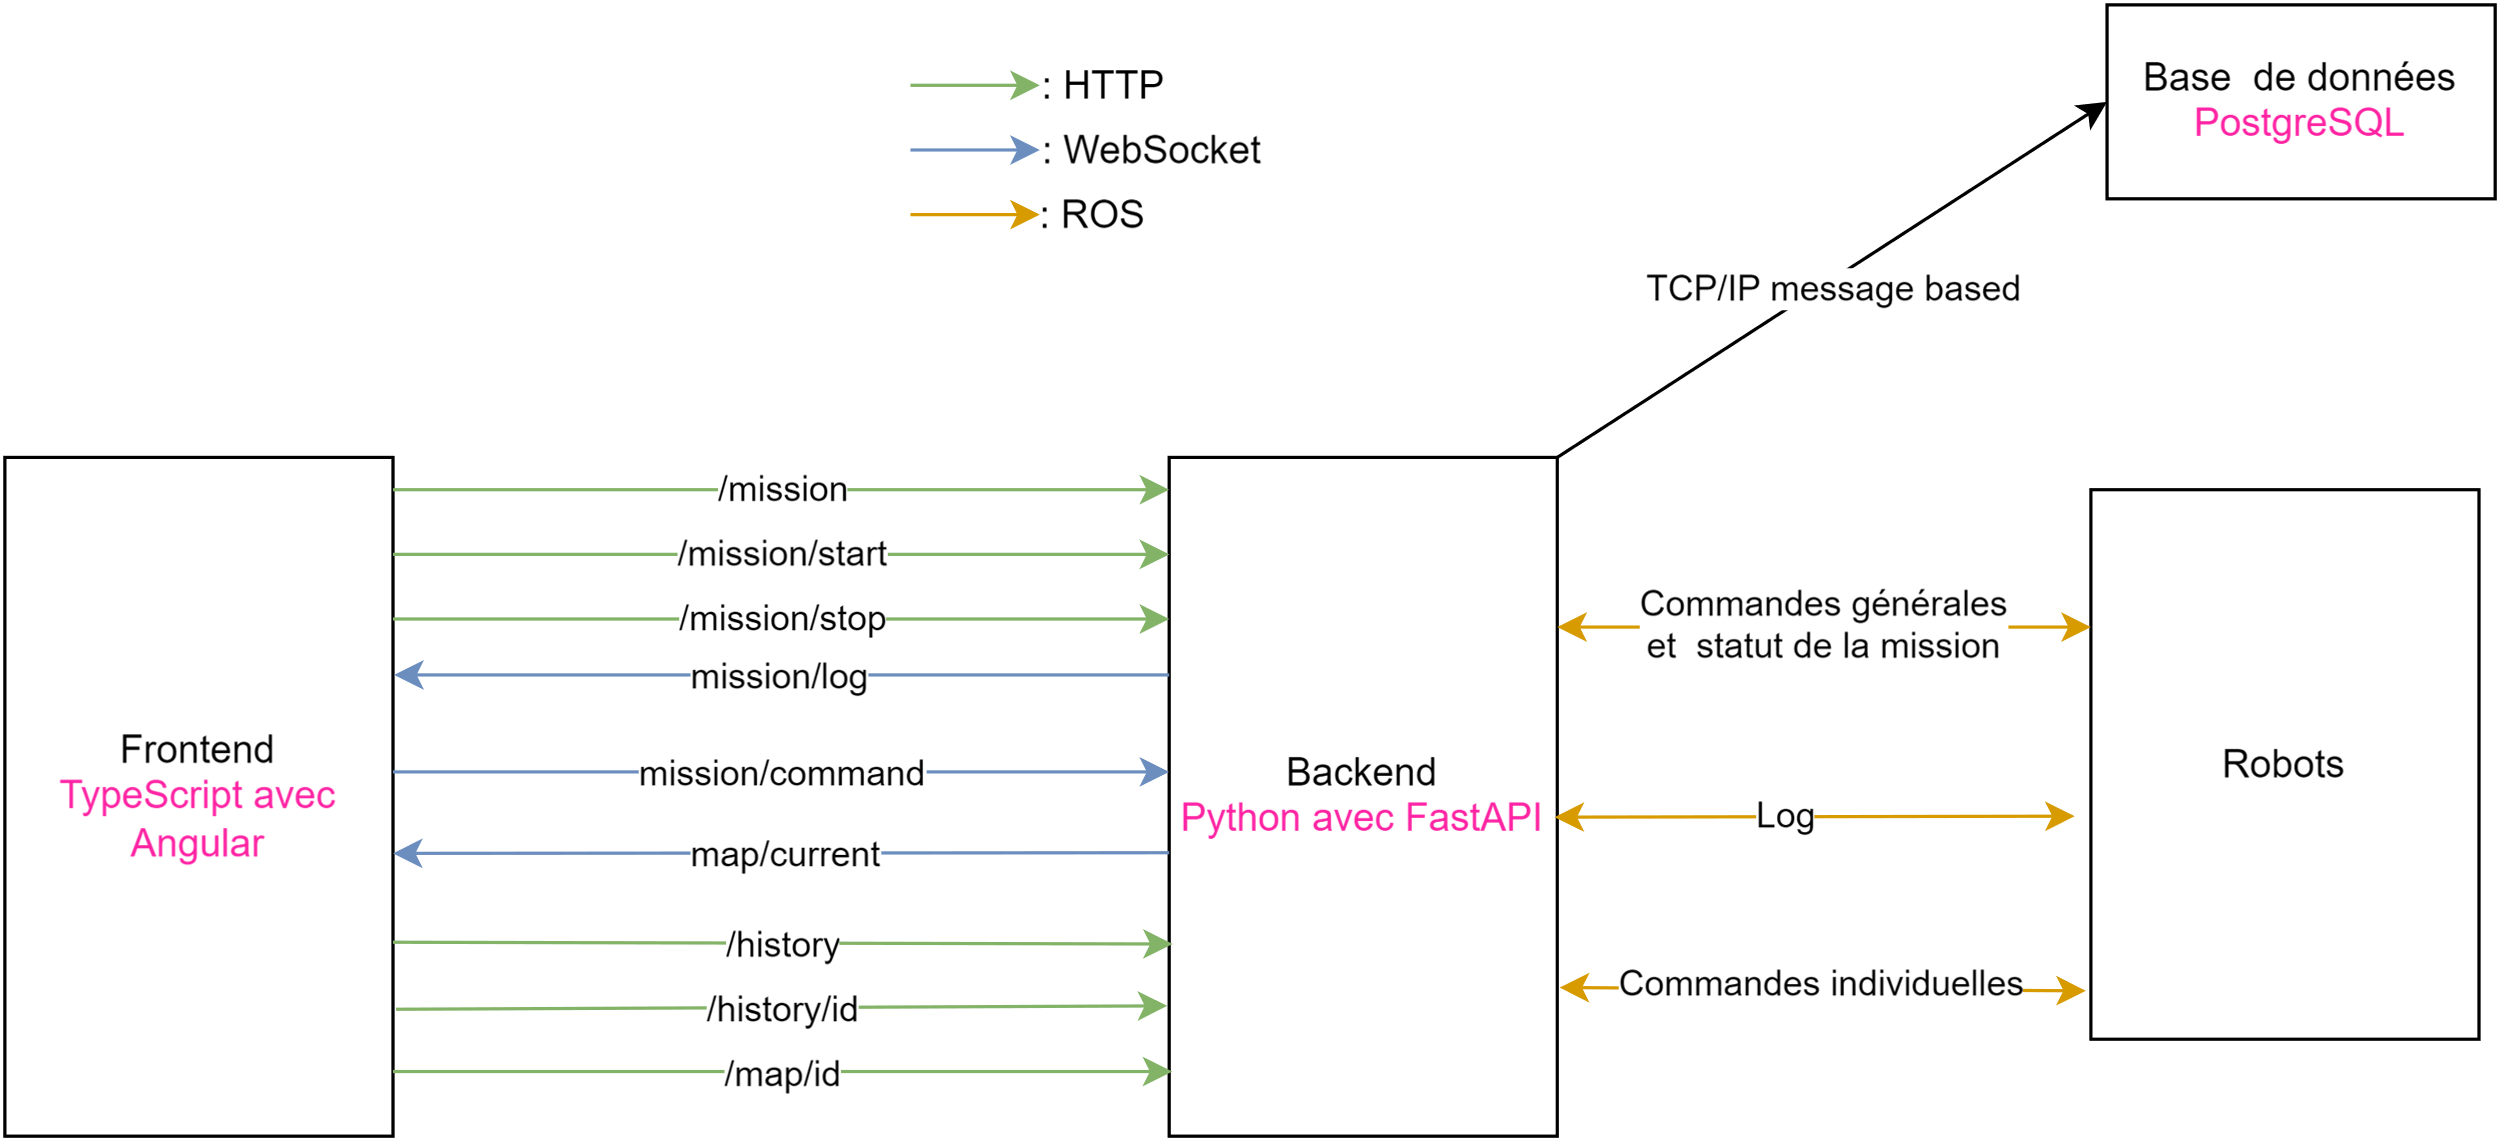 : HTTP
: WebSocket
: ROS
Base  de données
PostgreSQL
TCP/IP message based
Frontend
TypeScript avec
Angular
/mission
/mission/start
/mission/stop
mission/log
mission/command
map/current
/history
/history/id
/map/id
Backend
Python avec FastAPI
Commandes générales
et  statut de la mission
Log
Commandes individuelles
Robots